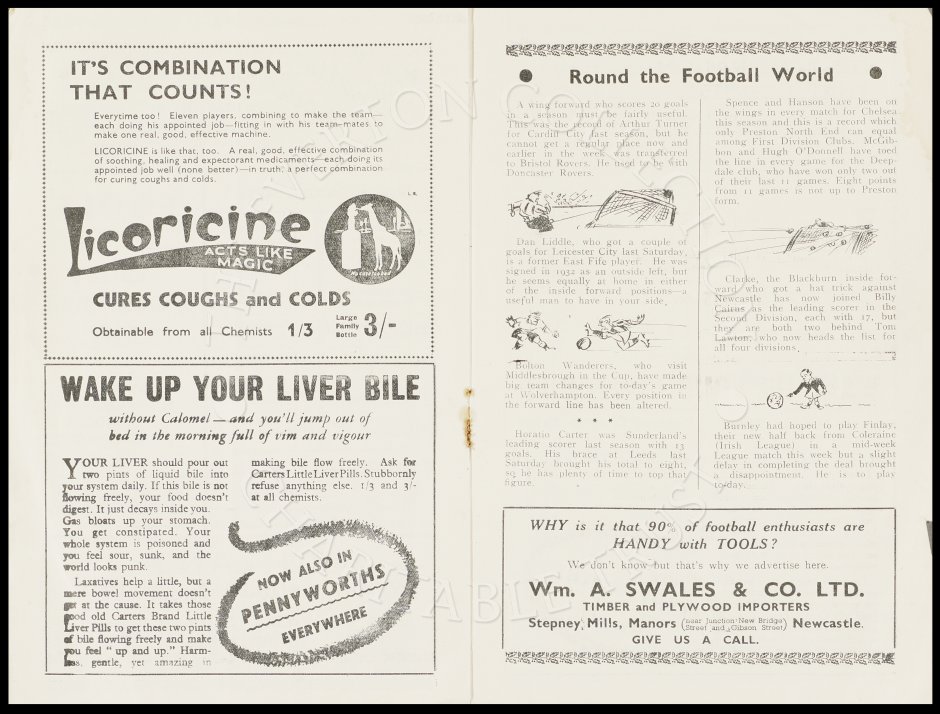 IT'S COMBINATION
THAT COUNTS!
Everytime too! Eleven players, combining to make the team—
each doing his appointed job—fitting in with his team-mates to
make one real, good, effective machine.
LICORICINE is like that, too. A real, good, effective combination
of soothing, healing and expectorant medicaments—each doing its
appointed job well (none better)—in truth, a perfect combination
for curing coughs and colds.
Licoricine
ACTS LIKE
MAGIC
CURES COUGHS and COLDS
Obtainable from all Chemists 1/3 Large
Family
Bottle 3/-
WAKE UP YOUR LIVER BILE
without Calomel—and you'll jump out of
bed in the morning full of vim and vigour
YOUR LIVER should pour out
two pints of liquid bile into
your system daily. If this bile is not
flowing freely, your food doesn't
digest. It just decays inside you.
Gas bloats up your stomach.
You get constipated. Your
whole system is poisoned and
you feel sour, sunk, and the
world looks punk.
Laxatives help a little, but a
mere bowel movement doesn't
get at the cause. It takes those
good old Carters Brand Little
Liver Pills to get these two pints
of bile flowing freely and make
you feel "up and up." Harm-
less, gentle, yet amazing in
making bile flow freely. Ask for
Carters Little Liver Pills. Stubbornly
refuse anything else. 1/3 and 3/-
at all chemists.
NOW ALSO IN
PENNYWORTHS
EVERYWHERE
Round the Football World
A wing forward who scores 20 goals
in a season must be fairly useful.
This was the record of Arthur Turner
for Cardiff City last season, but he
cannot get a regular place now and
earlier in the week was transferred
to Bristol Rovers. He used to be with
Doncaster Rovers.
Dan Liddle, who got a couple of
goals for Leicester City last Saturday,
is a former East Fife player. He was
signed in 1932 as an outside left, but
he seems equally at home in either
of the inside forward positions—a
useful man to have in your side.
Bolton Wanderers, who visit
Middlesbrough in the Cup, have made
big team changes for to-day's game
at Wolverhampton. Every position in
the forward line has been altered.
* * *
Horatio Carter was Sunderland's
leading scorer last season with 13
goals. His brace at Leeds last
Saturday brought his total to eight,
so he has plenty of time to top that
figure.
Spence and Hanson have been on
the wings in every match for Chelsea
this season and this is a record which
only Preston North End can equal
among First Division Clubs. McGib-
bon and Hugh O'Donnell have toed
the line in every game for the Deep-
dale club, who have won only two out
of their last 11 games. Eight points
from 11 games is not up to Preston
form.
Clarke, the Blackburn inside for-
ward who got a hat trick against
Newcastle has now joined Billy
Cairns as the leading scorer in the
Second Division, each with 17, but
they are both two behind Tom
Lawton, who now heads the list for
all four divisions.
Burnley had hoped to play Finlay,
their new half back from Coleraine
(Irish League) in a mid-week
League match this week but a slight
delay in completing the deal brought
disappointment. He is to play
to-day.
WHY is it that 90% of football enthusiasts are
HANDY with TOOLS?
We don't know but that's why we advertise here.
Wm. A. SWALES & CO. LTD.
TIMBER and PLYWOOD IMPORTERS
Stepney Mills, Manors (near Junction New Bridge
Street and Gibson Street) Newcastle.
GIVE US A CALL.